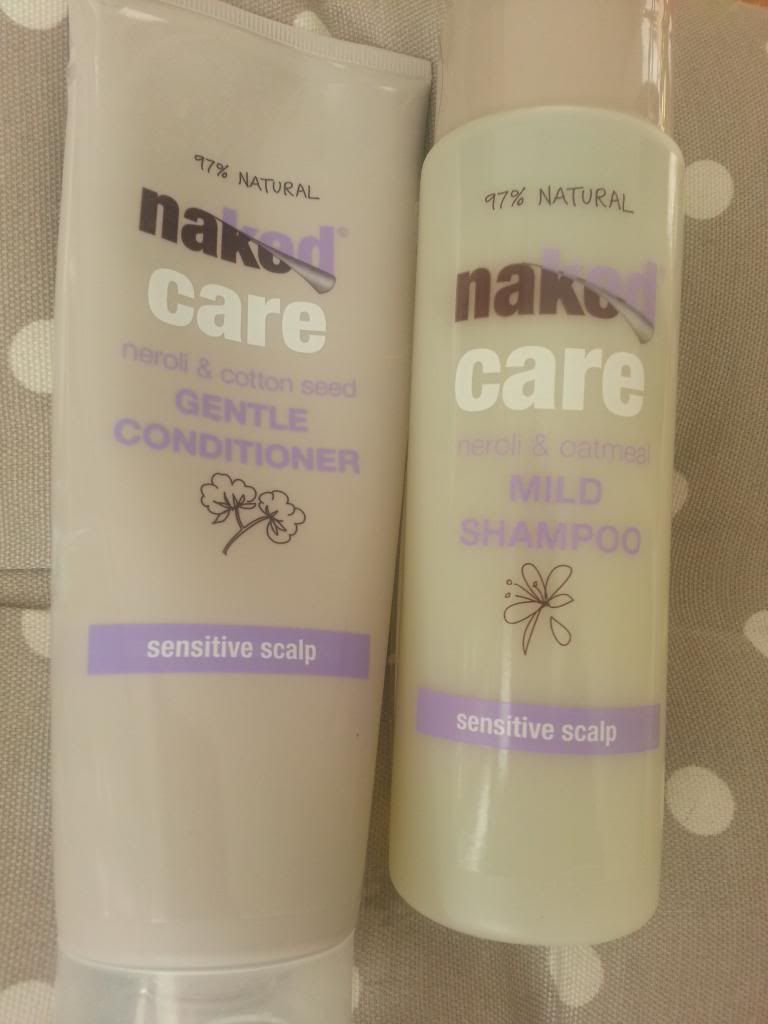 97% NATURAL
naked®
care
neroli & cotton seed
GENTLE
CONDITIONER
sensitive scalp
97% NATURAL
naked
care
neroli & oatmeal
MILD
SHAMPOO
sensitive scalp